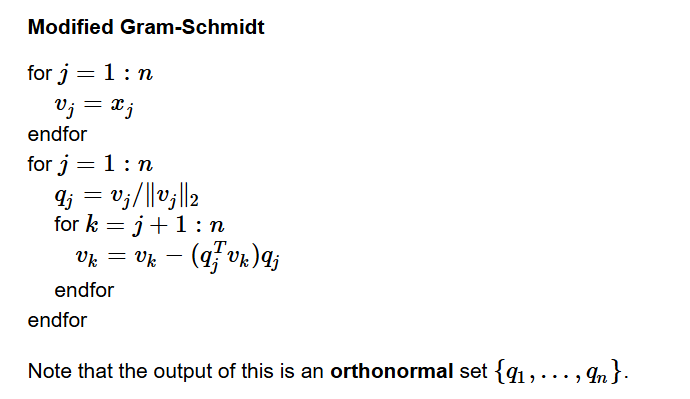 Modified Gram-Schmidt
for j = 1 : n
v_j = x_j
endfor
for j = 1 : n
q_j = v_j/||v_j||_2
for k = j + 1 : n
v_k = v_k − (q_j^T v_k)q_j
endfor
endfor
Note that the output of this is an orthonormal set {q_1, . . . , q_n}.